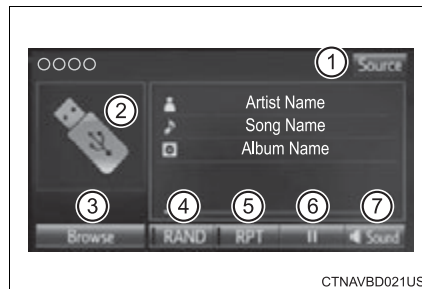 ○○○○ ① Source
② Artist Name
Song Name
Album Name
③ ④ ⑤ ⑥ ⑦
Browse RAND RPT II Sound
CTNAVBD021US